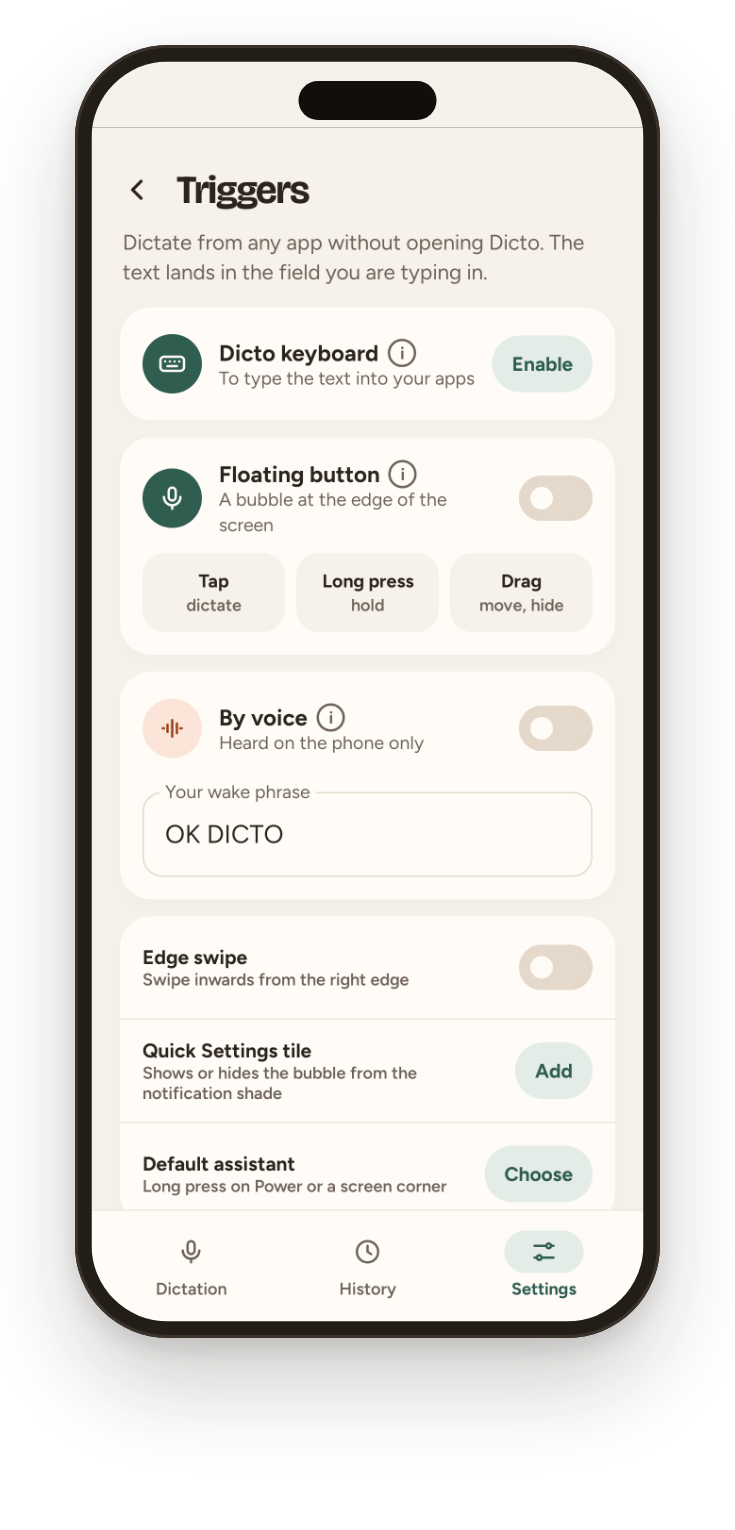 Triggers
Dictate from any app without opening Dicto. The
text lands in the field you are typing in.
Dicto keyboard
To type the text into your apps
Enable
Floating button
A bubble at the edge of the
screen
Tap
dictate
Long press
hold
Drag
move, hide
By voice
Heard on the phone only
Your wake phrase
OK DICTO
Edge swipe
Swipe inwards from the right edge
Quick Settings tile
Shows or hides the bubble from the
notification shade
Add
Default assistant
Long press on Power or a screen corner
Choose
Dictation
History
Settings